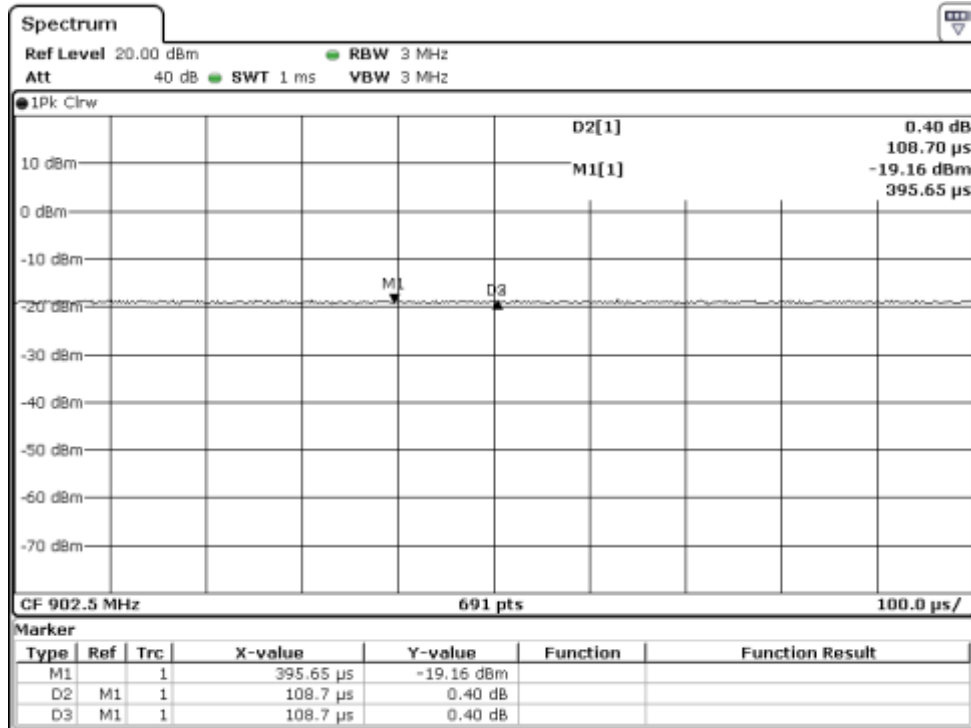 Spectrum
Ref Level 20.00 dBm RBW 3 MHz
Att 40 dB SWT 1 ms VBW 3 MHz
1Pk Clrw
D2[1] 0.40 dB
108.70 µs
M1[1] -19.16 dBm
395.65 µs
10 dBm
0 dBm
-10 dBm
M1
D3
-20 dBm
-30 dBm
-40 dBm
-50 dBm
-60 dBm
-70 dBm
CF 902.5 MHz 691 pts 100.0 µs/
Marker
Type Ref Trc X-value Y-value Function Function Result
M1 1 395.65 µs -19.16 dBm
D2 M1 1 108.7 µs 0.40 dB
D3 M1 1 108.7 µs 0.40 dB